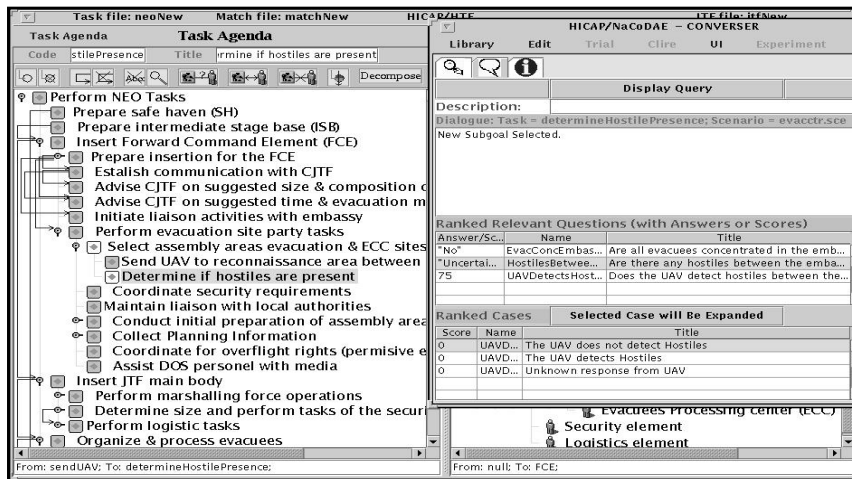 Task file: neoNew Match file: matchNew HICAP/HTE ITF file: itfNew
Task Agenda Task Agenda
Code stilePresence Title rmine if hostiles are present
Decompose
Perform NEO Tasks
Prepare safe haven (SH)
Prepare intermediate stage base (ISB)
Insert Forward Command Element (FCE)
Prepare insertion for the FCE
Estalish communication with CJTF
Advise CJTF on suggested size & composition o
Advise CJTF on suggested time & evacuation m
Initiate liaison activities with embassy
Perform evacuation site party tasks
Select assembly areas evacuation & ECC sites
Send UAV to reconnaissance area between
Determine if hostiles are present
Coordinate security requirements
Maintain liaison with local authorities
Conduct initial preparation of assembly area
Collect Planning Information
Coordinate for overflight rights (permisive e
Assist DOS personel with media
Insert JTF main body
Perform marshalling force operations
Determine size and perform tasks of the securi
Perform logistic tasks
Organize & process evacuees
From: sendUAV; To: determineHostilePresence;
HICAP/NaCoDAE – CONVERSER
Library Edit Trial Clire UI Experiment
Display Query
Description:
Dialogue: Task = determineHostilePresence; Scenario = evacctr.sce
New Subgoal Selected.
Ranked Relevant Questions (with Answers or Scores)
Answer/Sc... Name Title
"No" EvacConcEmbas... Are all evacuees concentrated in the emb...
"Uncertai... HostilesBetwee... Are there any hostiles between the emba...
75 UAVDetectsHost... Does the UAV detect hostiles between the...
Ranked Cases Selected Case will Be Expanded
Score Name Title
0 UAVD... The UAV does not detect Hostiles
0 UAVD... The UAV detects Hostiles
0 UAVD... Unknown response from UAV
Evacuees Processing center (ECC)
Security element
Logistics element
From: null; To: FCE;